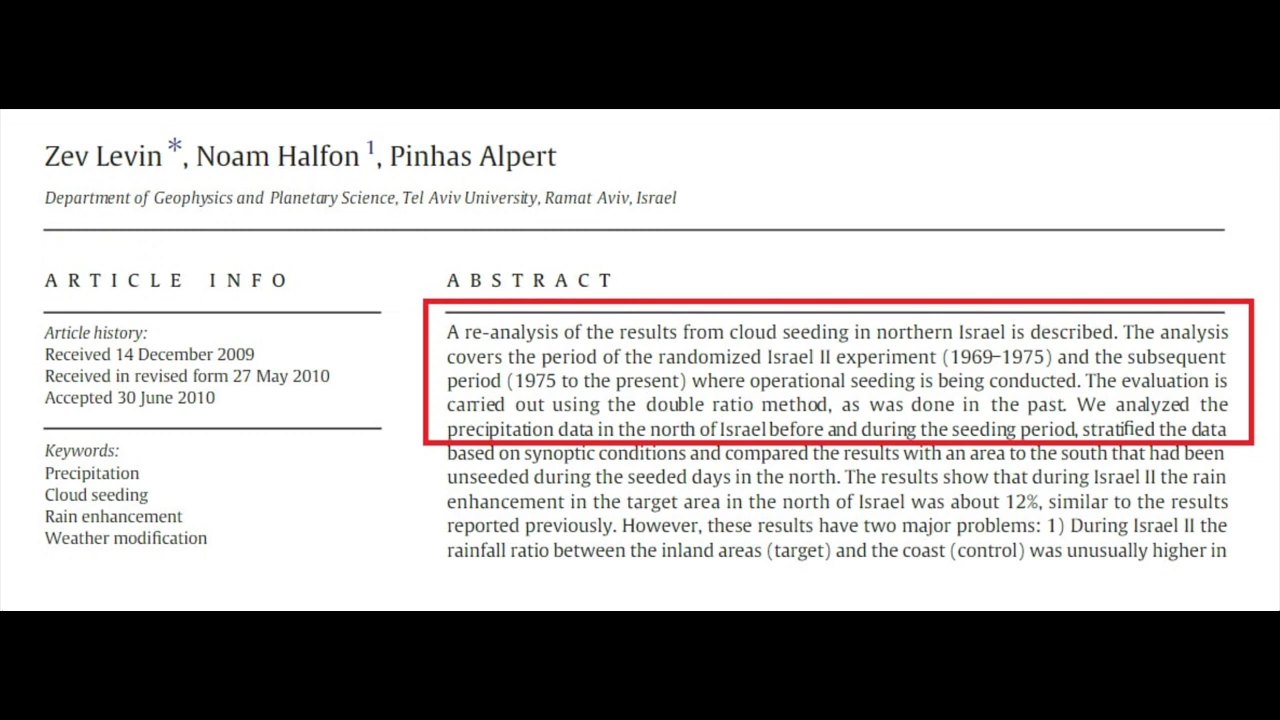 Zev Levin *, Noam Halfon 1, Pinhas Alpert
Department of Geophysics and Planetary Science, Tel Aviv University, Ramat Aviv, Israel
ARTICLE INFO
Article history:
Received 14 December 2009
Received in revised form 27 May 2010
Accepted 30 June 2010
Keywords:
Precipitation
Cloud seeding
Rain enhancement
Weather modification
ABSTRACT
A re-analysis of the results from cloud seeding in northern Israel is described. The analysis
covers the period of the randomized Israel II experiment (1969–1975) and the subsequent
period (1975 to the present) where operational seeding is being conducted. The evaluation is
carried out using the double ratio method, as was done in the past. We analyzed the
precipitation data in the north of Israel before and during the seeding period, stratified the data
based on synoptic conditions and compared the results with an area to the south that had been
unseeded during the seeded days in the north. The results show that during Israel II the rain
enhancement in the target area in the north of Israel was about 12%, similar to the results
reported previously. However, these results have two major problems: 1) During Israel II the
rainfall ratio between the inland areas (target) and the coast (control) was unusually higher in